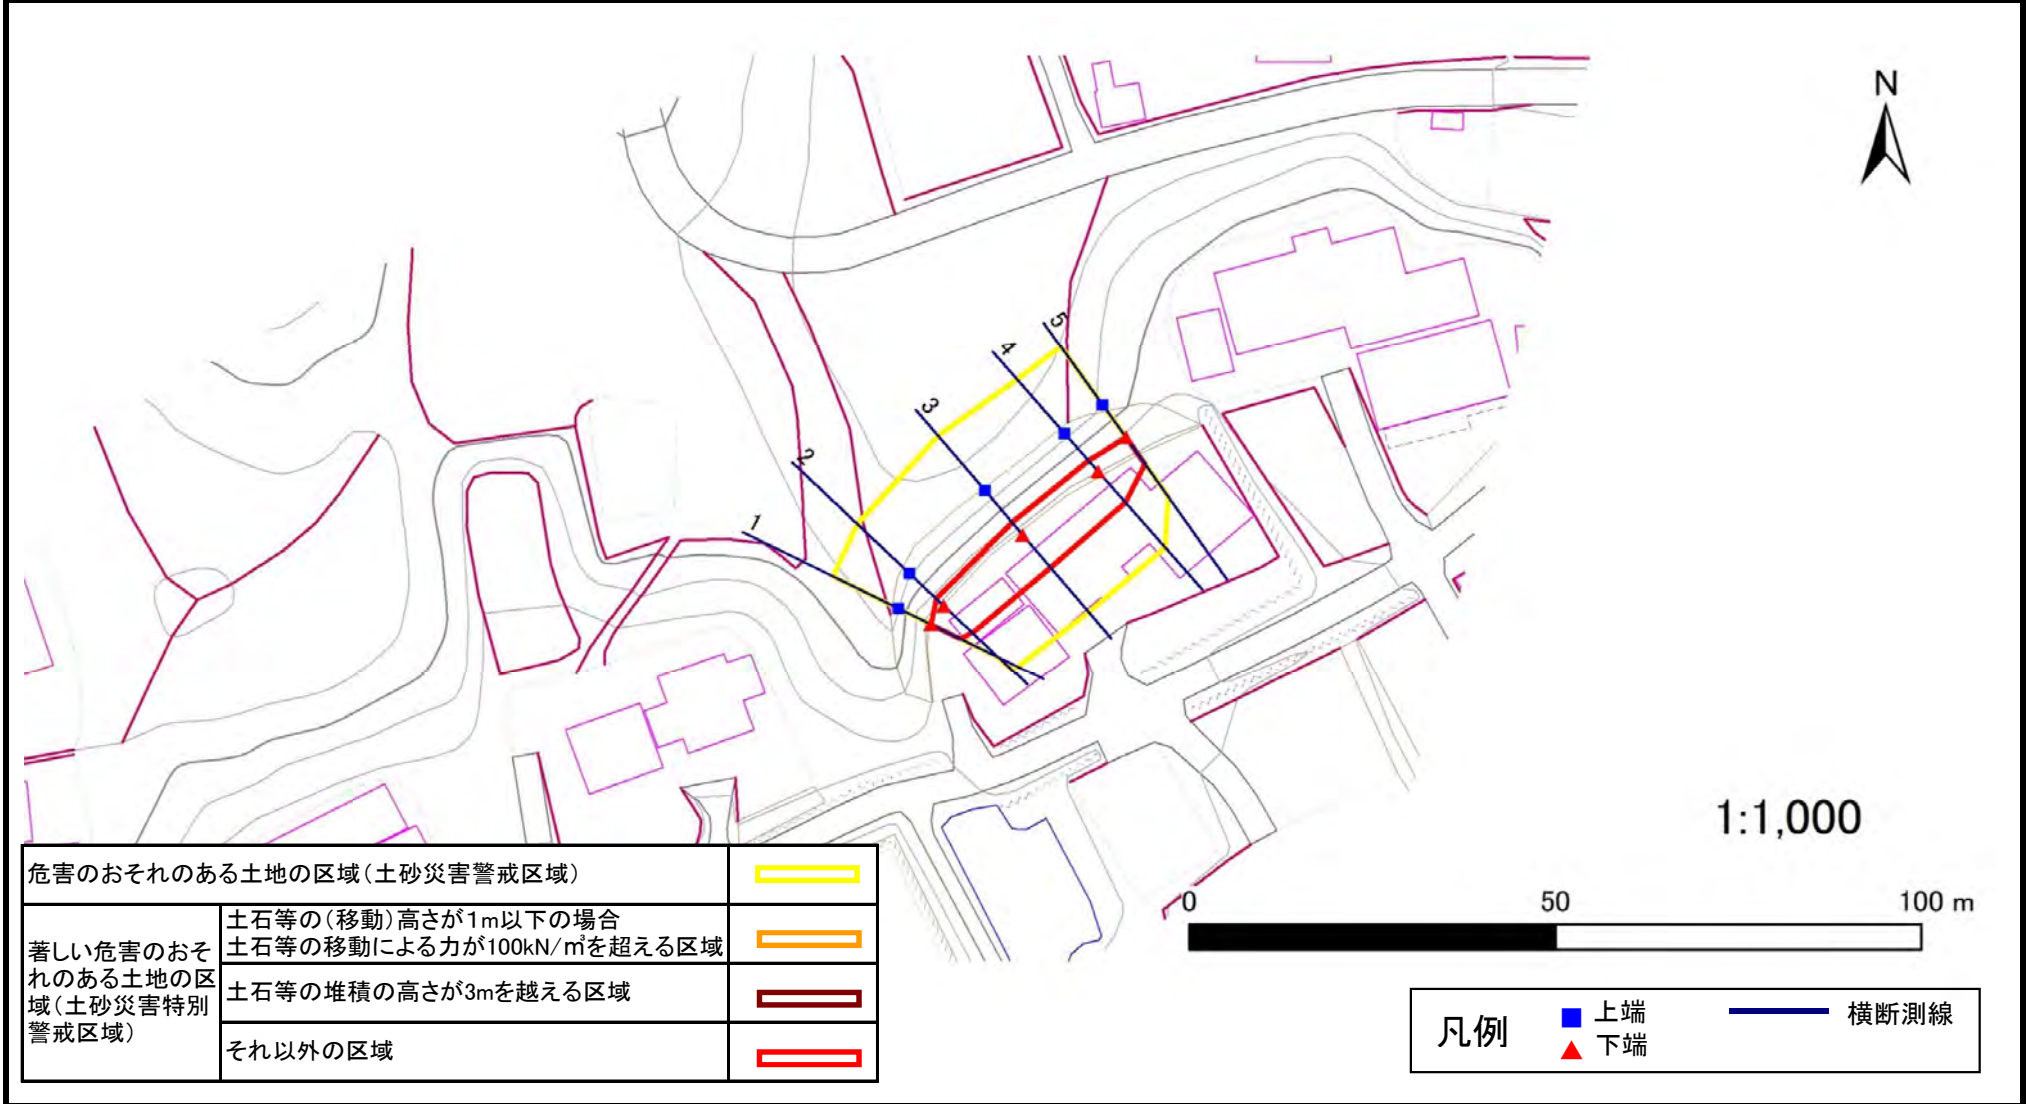 N
5
4
3
2
1
1:1,000
0 50 100 m
危害のおそれのある土地の区域(土砂災害警戒区域)
著しい危害のおそ
れのある土地の区
域(土砂災害特別
警戒区域)
土石等の(移動)高さが1m以下の場合
土石等の移動による力が100kN/㎡を超える区域
土石等の堆積の高さが3mを越える区域
それ以外の区域
凡例
上端
下端
横断測線